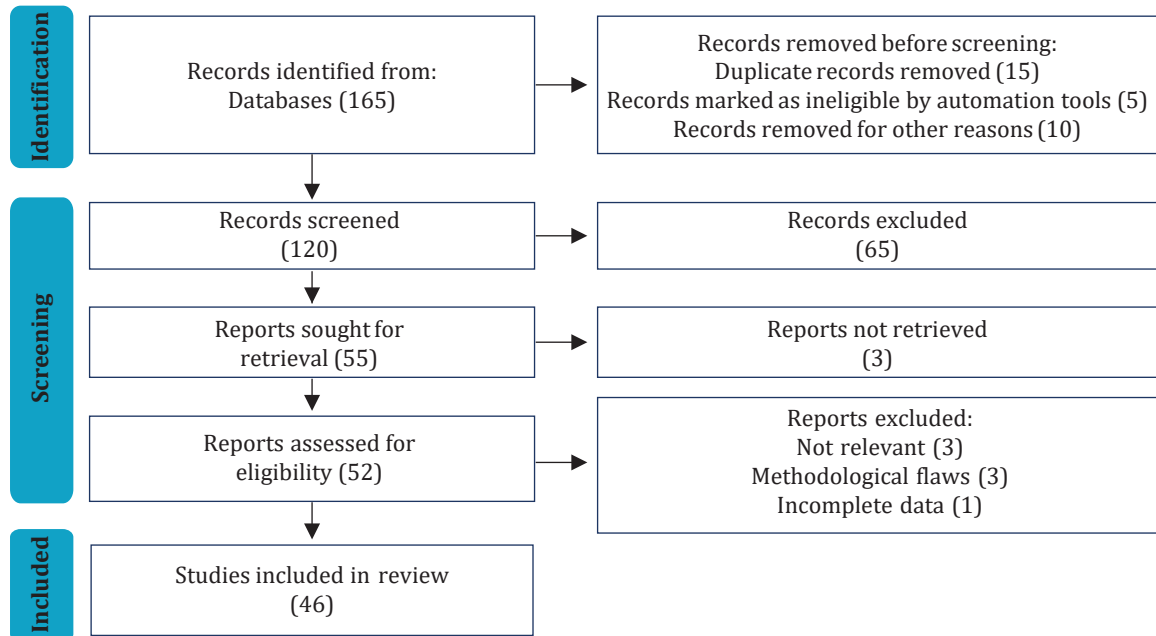 Identification
Records identified from:
Databases (165)
Records removed before screening:
Duplicate records removed (15)
Records marked as ineligible by automation tools (5)
Records removed for other reasons (10)
Screening
Records screened
(120)
Records excluded
(65)
Reports sought for
retrieval (55)
Reports not retrieved
(3)
Reports assessed for
eligibility (52)
Reports excluded:
Not relevant (3)
Methodological flaws (3)
Incomplete data (1)
Included
Studies included in review
(46)